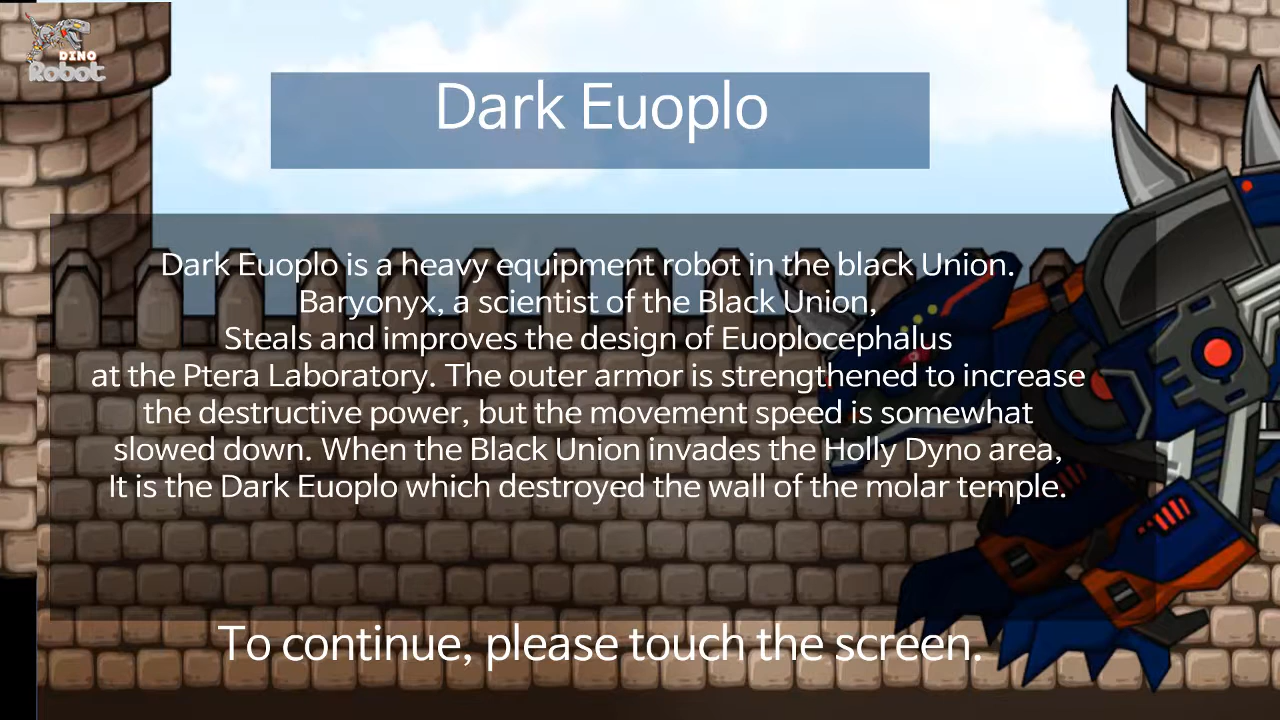 DINO
Robot
Dark Euoplo
Dark Euoplo is a heavy equipment robot in the black Union.
Baryonyx, a scientist of the Black Union,
Steals and improves the design of Euoplocephalus
at the Ptera Laboratory. The outer armor is strengthened to increase
the destructive power, but the movement speed is somewhat
slowed down. When the Black Union invades the Holly Dyno area,
It is the Dark Euoplo which destroyed the wall of the molar temple.
To continue, please touch the screen.